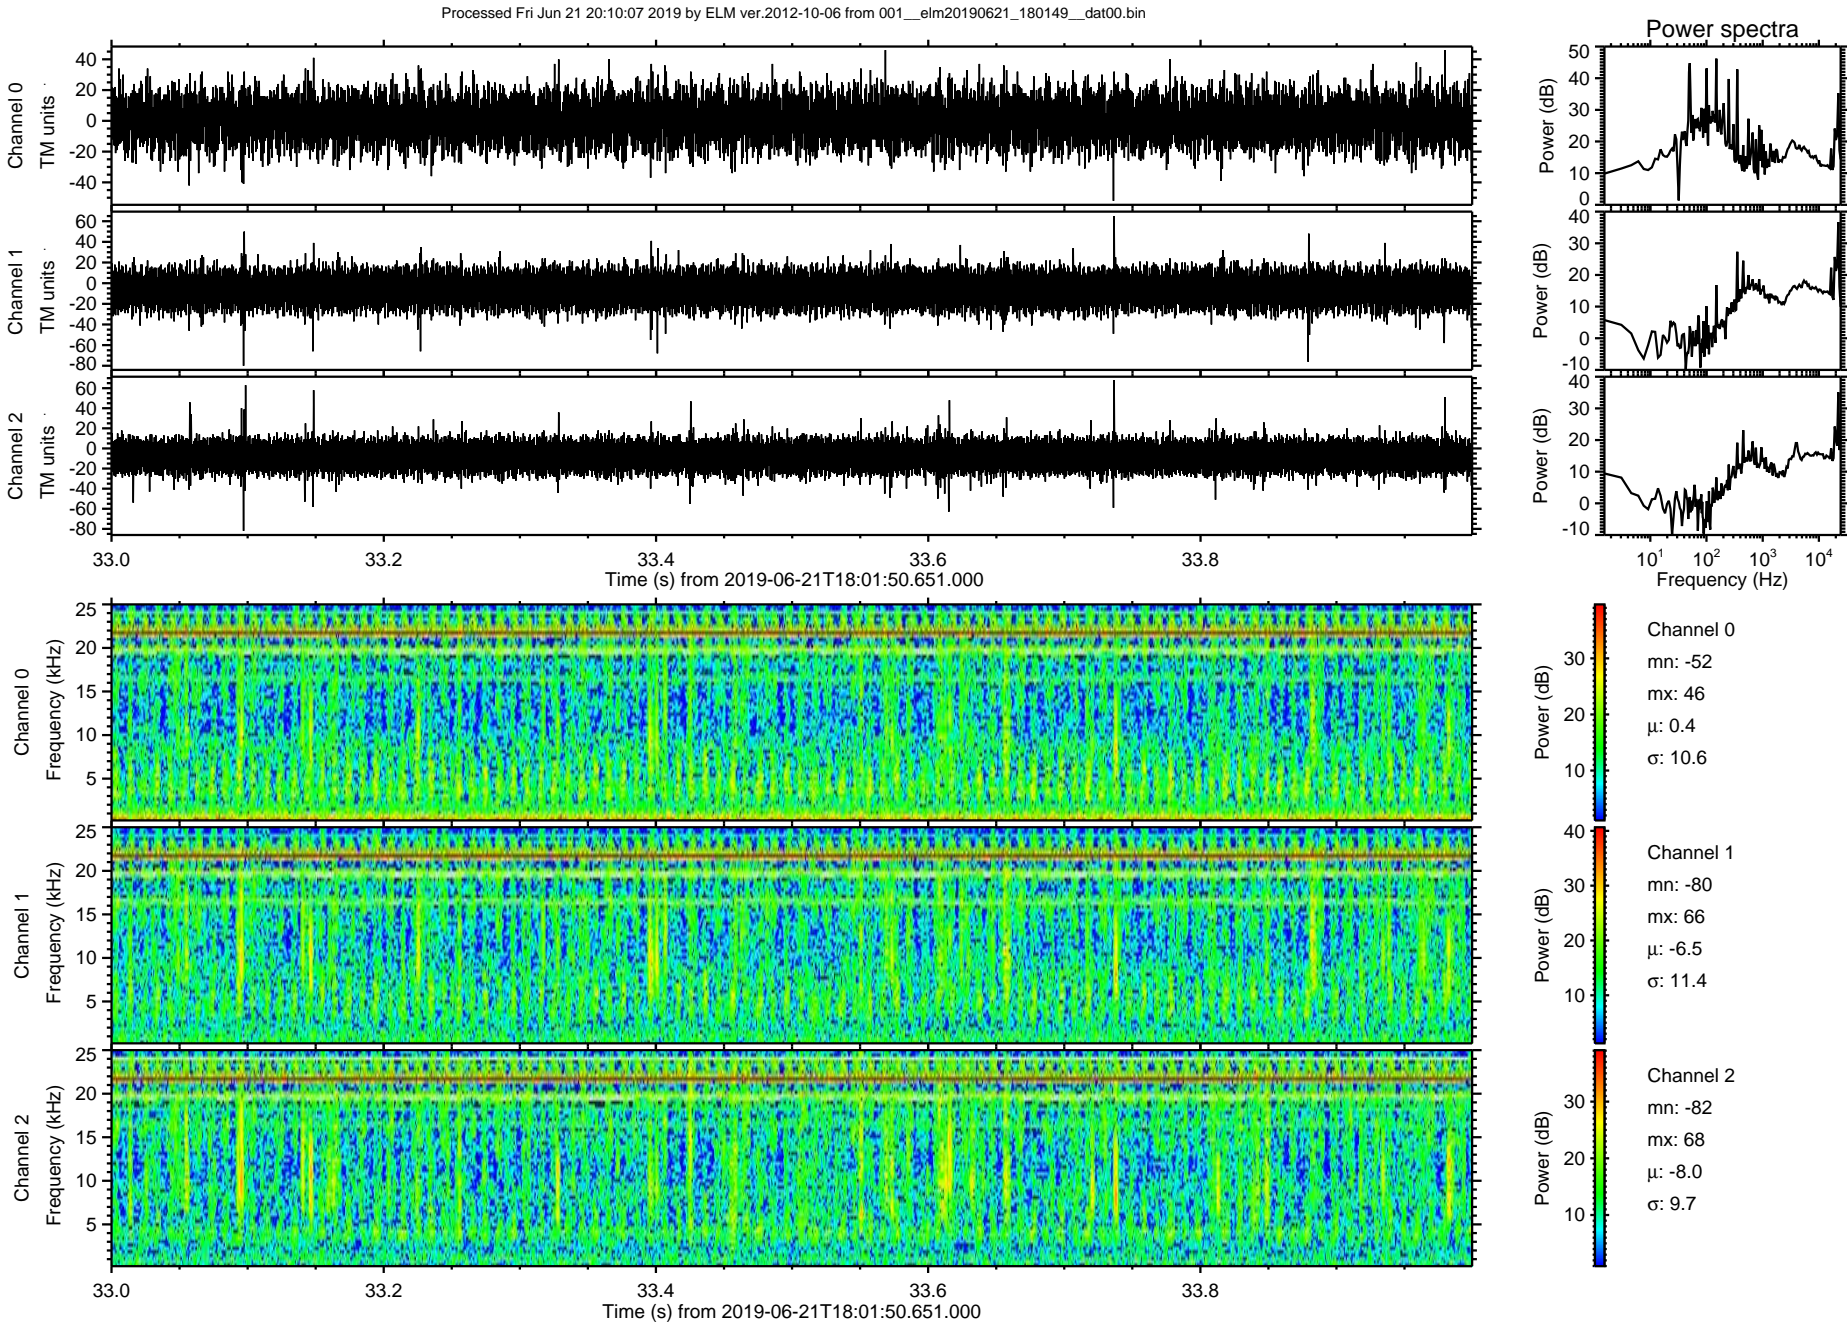 Processed Fri Jun 21 20:10:07 2019 by ELM ver.2012-10-06 from 001__elm20190621_180149__dat00.bin
Power spectra
Channel 0
TM units
40
20
0
-20
-40
Power (dB)
50
40
30
20
10
0
Channel 1
TM units
60
40
20
0
-20
-40
-60
-80
Power (dB)
40
30
20
10
0
-10
Channel 2
TM units
60
40
20
0
-20
-40
-60
-80
Power (dB)
40
30
20
10
0
-10
33.0 33.2 33.4 33.6 33.8
Time (s) from 2019-06-21T18:01:50.651.000
10^1 10^2 10^3 10^4
Frequency (Hz)
Channel 0
Frequency (kHz)
25
20
15
10
5
Power (dB)
30
20
10
Channel 0
mn: -52
mx: 46
μ: 0.4
σ: 10.6
Channel 1
Frequency (kHz)
25
20
15
10
5
Power (dB)
40
30
20
10
Channel 1
mn: -80
mx: 66
μ: -6.5
σ: 11.4
Channel 2
Frequency (kHz)
25
20
15
10
5
Power (dB)
30
20
10
Channel 2
mn: -82
mx: 68
μ: -8.0
σ: 9.7
33.0 33.2 33.4 33.6 33.8
Time (s) from 2019-06-21T18:01:50.651.000